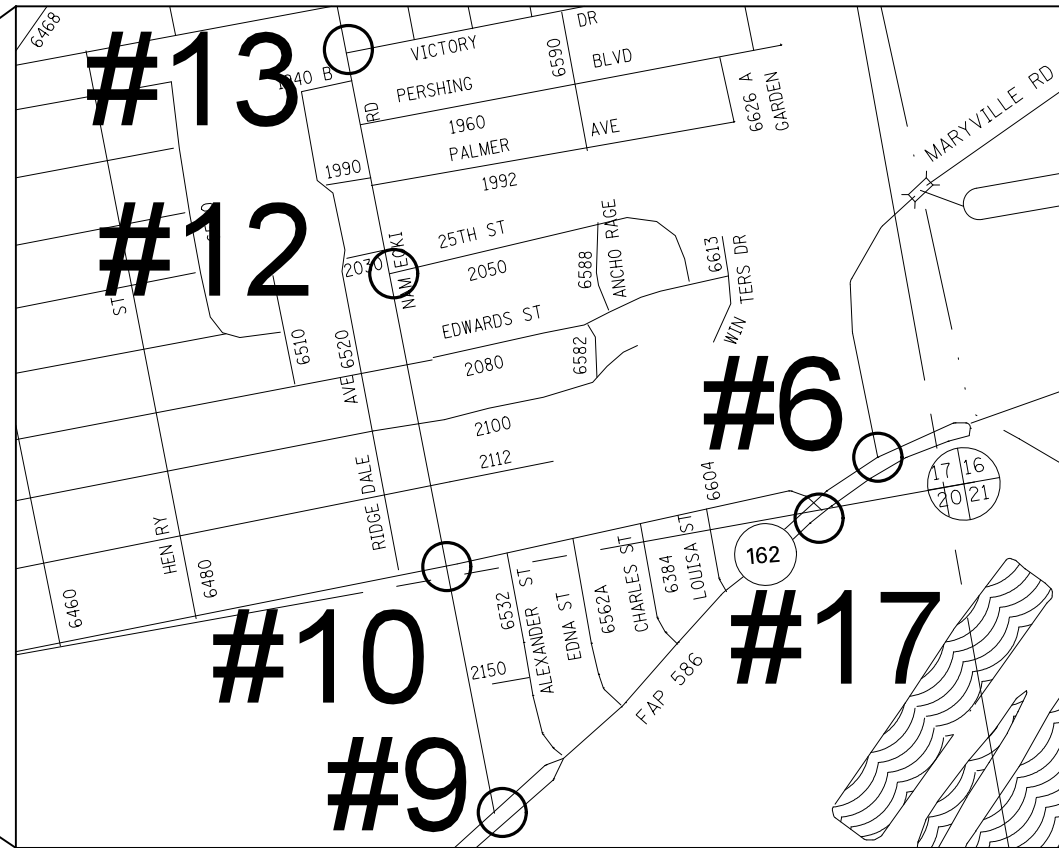 6468
#13
1940 B
RD
VICTORY
DR
6590
BLVD
PERSHING
1960
AVE
PALMER
1992
6626 A
GARDEN
MARYVILLE RD
1990
#12
ST
2030
NAMEOKI
25TH ST
2050
6588
ANCHO RAGE
6613
WIN TERS DR
6510
AVE 6520
EDWARDS ST
2080
6582
#6
2100
2112
RIDGE DALE
6604
17 16
20 21
162
HEN RY
6480
6460
#10
6532
ALEXANDER ST
EDNA ST
6562A
CHARLES ST
6384
LOUISA ST
#17
2150
FAP 586
#9